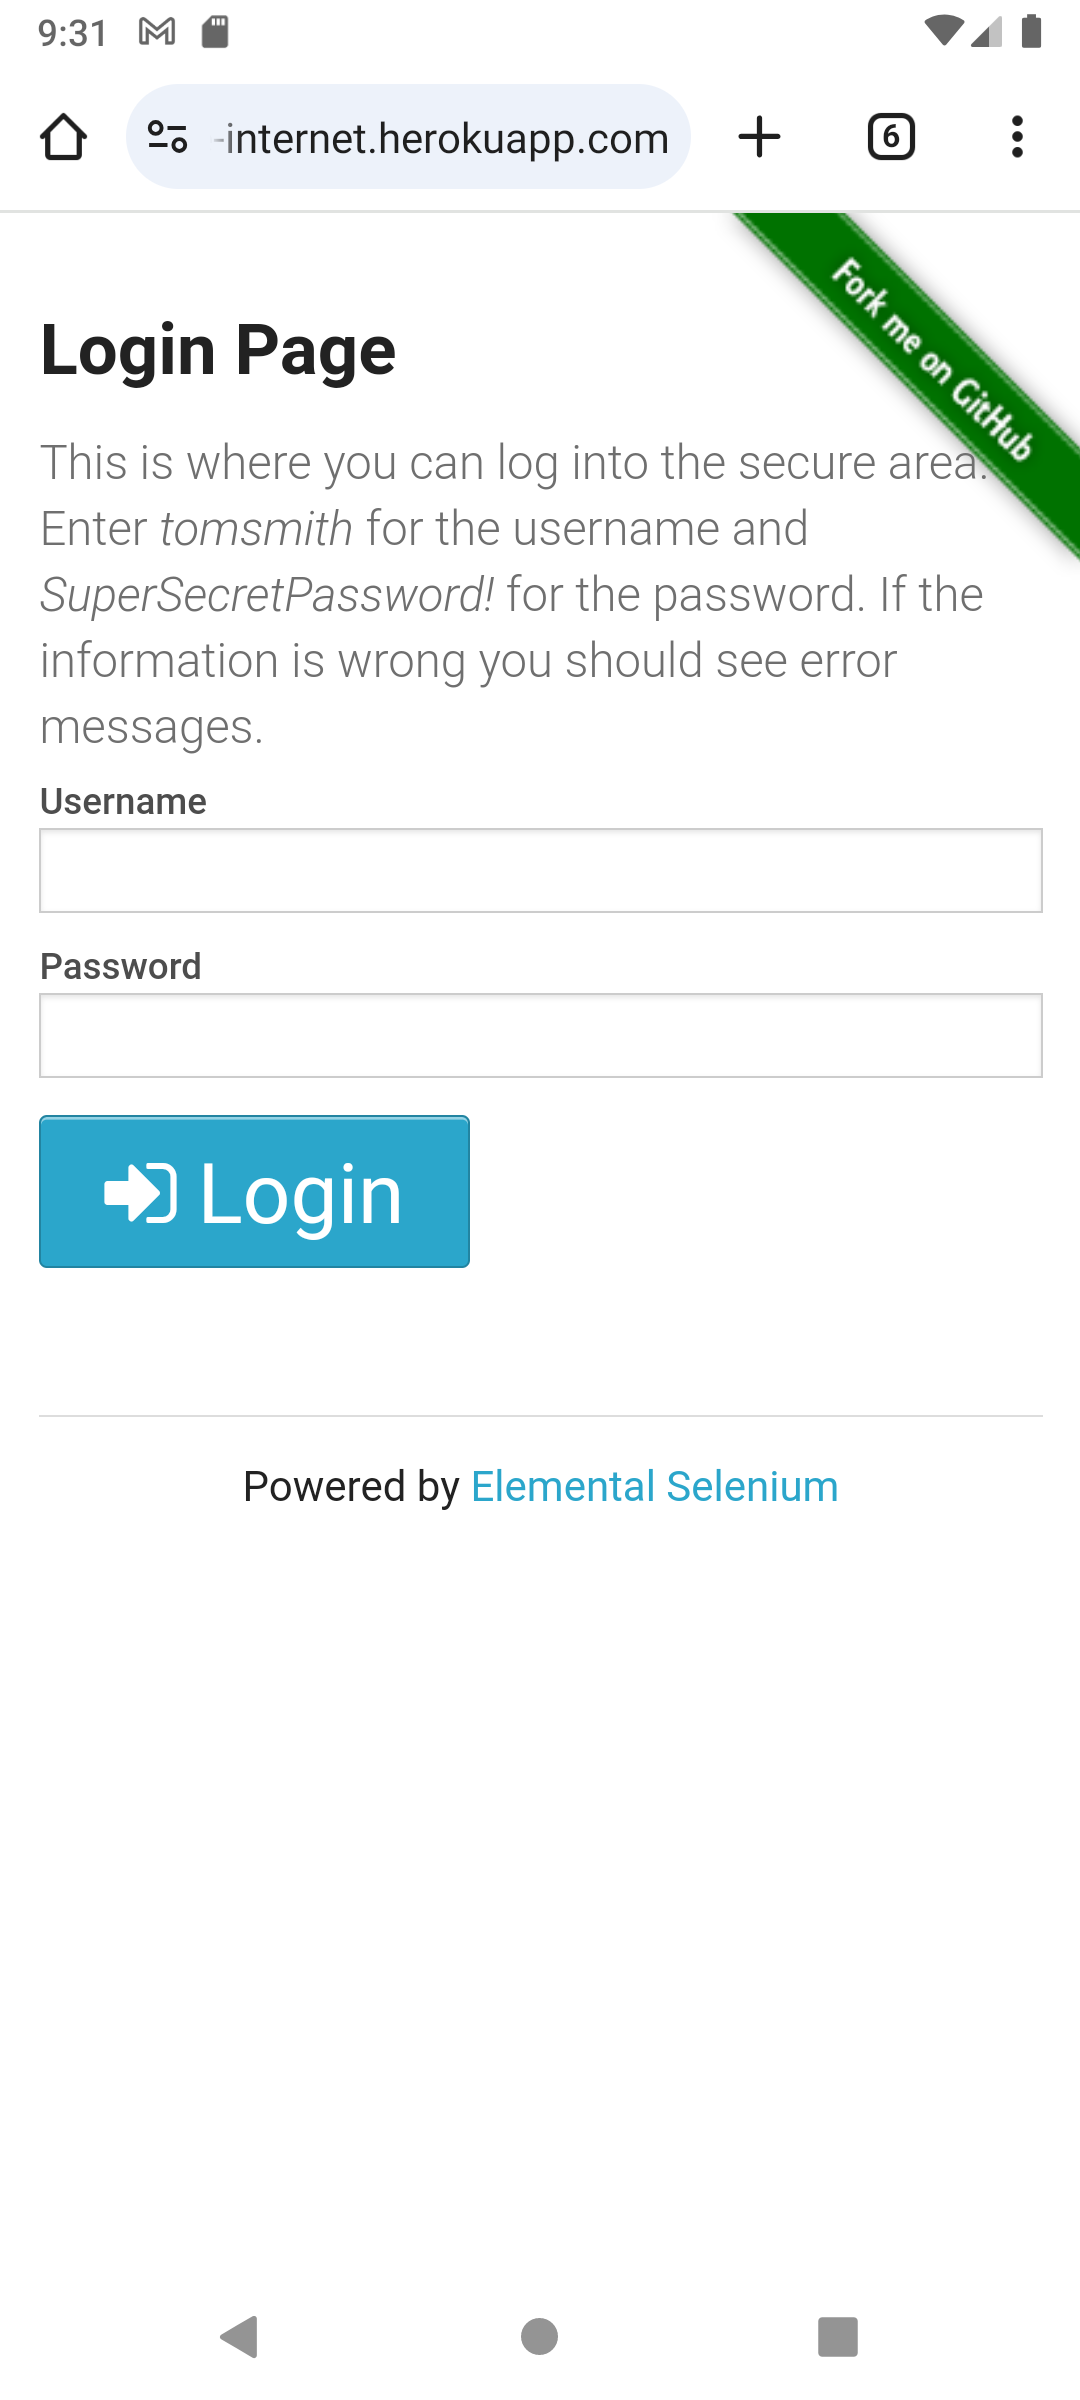 9:31
-internet.herokuapp.com
6
Fork me on GitHub
Login Page
This is where you can log into the secure area.
Enter tomsmith for the username and
SuperSecretPassword! for the password. If the
information is wrong you should see error
messages.
Username
Password
Login
Powered by Elemental Selenium